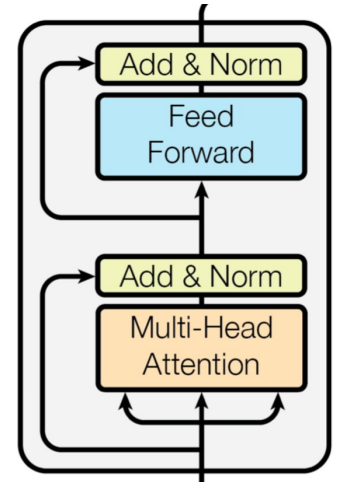 Add & Norm
Feed
Forward
Add & Norm
Multi-Head
Attention